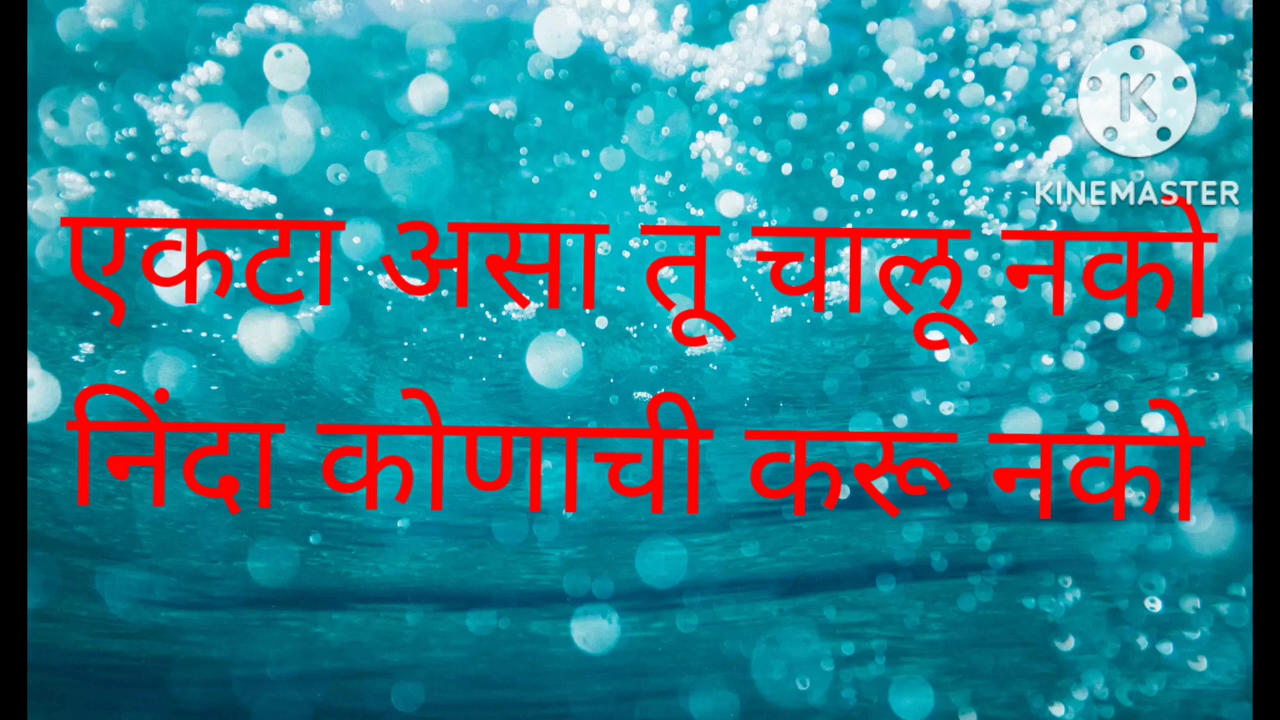 KINEMASTER
एकटा असा तू चालू नको
निंदा कोणाची करू नको